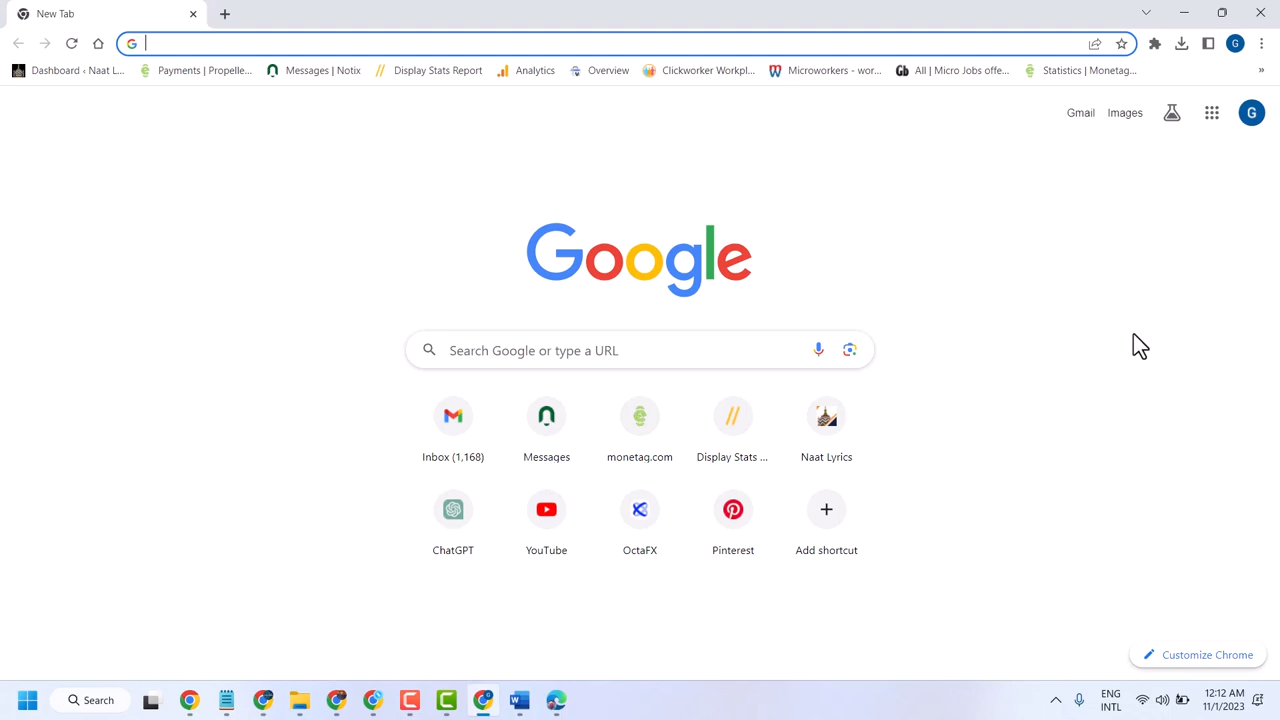 New Tab
Dashboard ‹ Naat L...
Payments | Propelle...
Messages | Notix
Display Stats Report
Analytics
Overview
Clickworker Workpl...
Microworkers - wor...
Gb
All | Micro Jobs offe...
Statistics | Monetag...
»
G
Gmail
Images
G
Google
Search Google or type a URL
Inbox (1,168)
Messages
monetag.com
Display Stats ...
Naat Lyrics
ChatGPT
YouTube
OctaFX
Pinterest
Add shortcut
Customize Chrome
Search
ENG
INTL
12:12 AM
11/1/2023